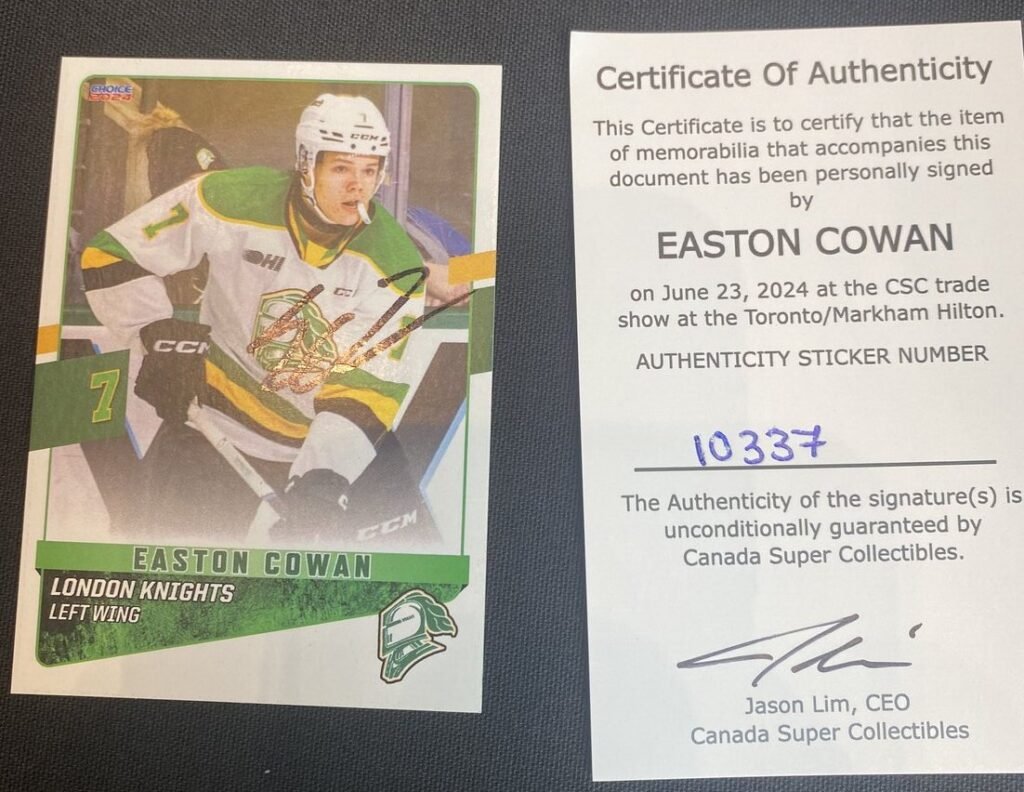 CHOICE
2024
7
CCM
7
OHL
CCM
CCM
7
CCM
EASTON COWAN
LONDON KNIGHTS
LEFT WING
Certificate Of Authenticity
This Certificate is to certify that the item
of memorabilia that accompanies this
document has been personally signed
by
EASTON COWAN
on June 23, 2024 at the CSC trade
show at the Toronto/Markham Hilton.
AUTHENTICITY STICKER NUMBER
10337
The Authenticity of the signature(s) is
unconditionally guaranteed by
Canada Super Collectibles.
Jason Lim, CEO
Canada Super Collectibles